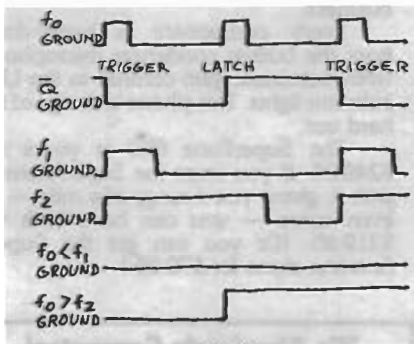 f₀
GROUND
TRIGGER LATCH TRIGGER
Q̅
GROUND
f₁
GROUND
f₂
GROUND
f₀<f₁
GROUND
f₀>f₂
GROUND